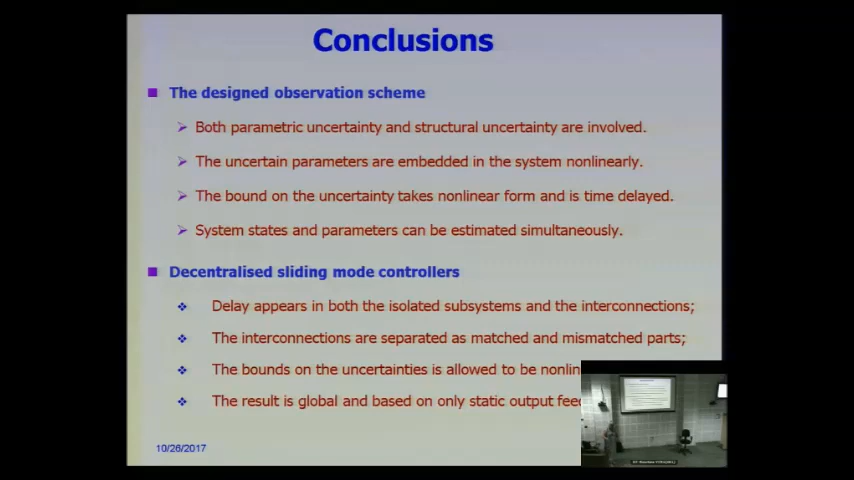 Conclusions
The designed observation scheme
Both parametric uncertainty and structural uncertainty are involved.
The uncertain parameters are embedded in the system nonlinearly.
The bound on the uncertainty takes nonlinear form and is time delayed.
System states and parameters can be estimated simultaneously.
Decentralised sliding mode controllers
Delay appears in both the isolated subsystems and the interconnections;
The interconnections are separated as matched and mismatched parts;
The bounds on the uncertainties is allowed to be nonlin
The result is global and based on only static output feed
10/26/2017